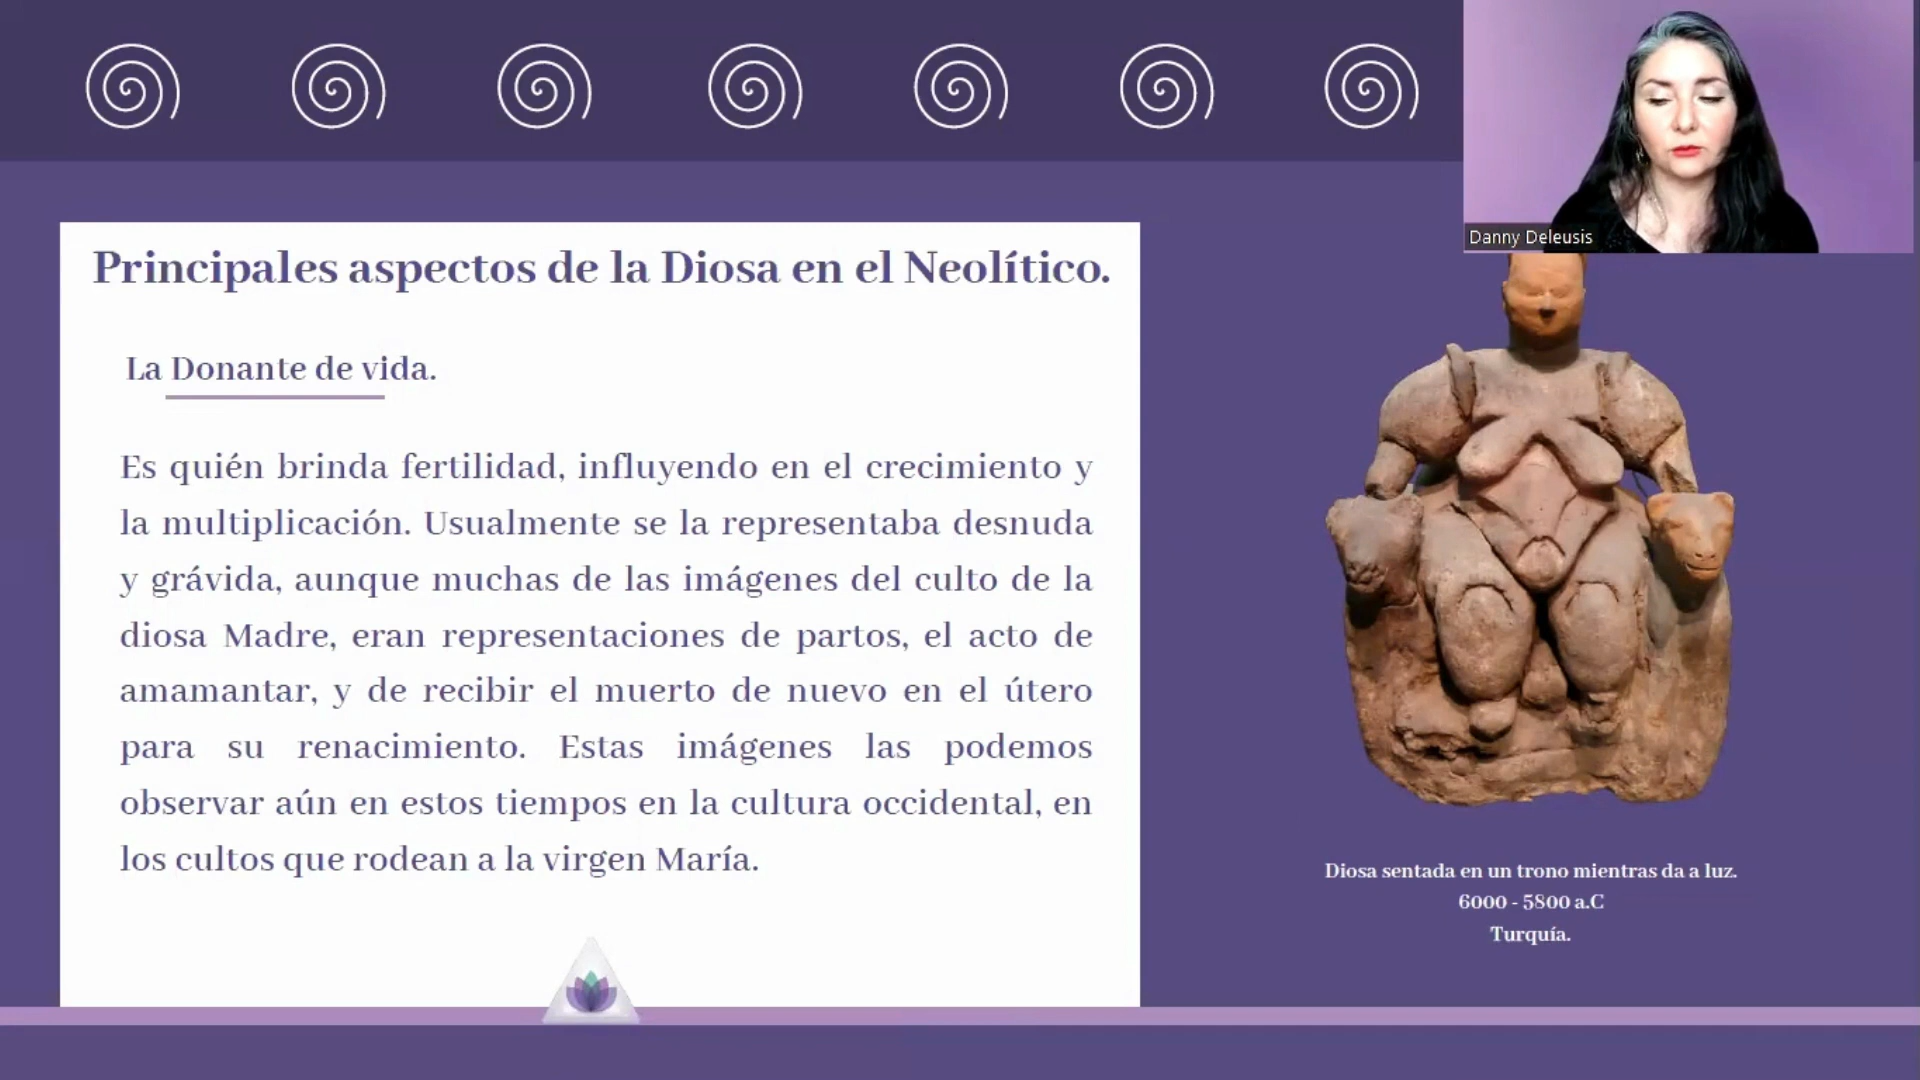 Danny Deleusis
Principales aspectos de la Diosa en el Neolítico.
La Donante de vida.
Es quién brinda fertilidad, influyendo en el crecimiento y
la multiplicación. Usualmente se la representaba desnuda
y grávida, aunque muchas de las imágenes del culto de la
diosa Madre, eran representaciones de partos, el acto de
amamantar, y de recibir el muerto de nuevo en el útero
para su renacimiento. Estas imágenes las podemos
observar aún en estos tiempos en la cultura occidental, en
los cultos que rodean a la virgen María.
Diosa sentada en un trono mientras da a luz.
6000 - 5800 a.C
Turquía.